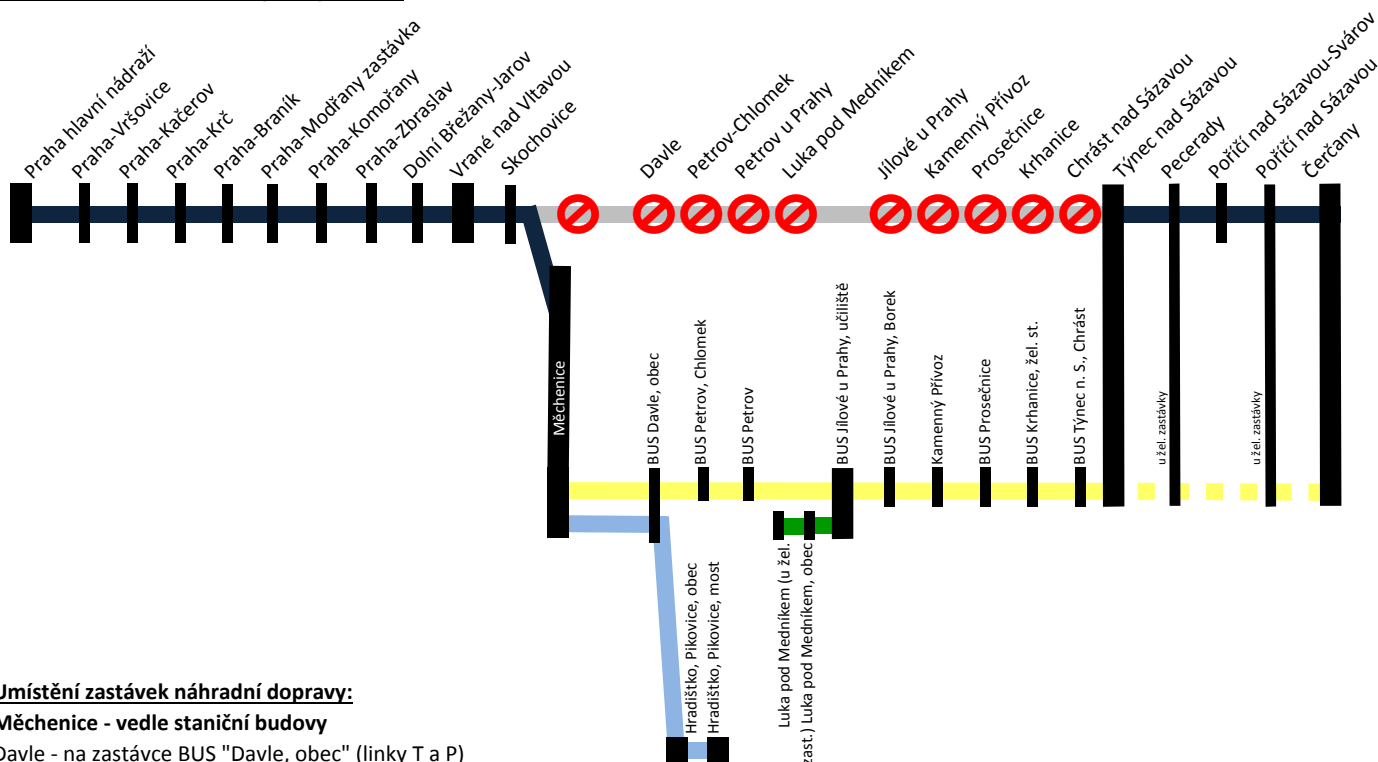 Praha hlavní nádraží
Praha-Vršovice
Praha-Kačerov
Praha-Krč
Praha-Braník
Praha-Modřany zastávka
Praha-Komořany
Praha-Zbraslav
Dolní Břežany-Jarov
Vrané nad Vltavou
Skochovice
Davle
Petrov-Chlomek
Petrov u Prahy
Luka pod Medníkem
Jílové u Prahy
Kamenný Přívoz
Prosečnice
Krhanice
Chrást nad Sázavou
Týnec nad Sázavou
Pecerady
Poříčí nad Sázavou-Svárov
Poříčí nad Sázavou
Čerčany
Měchenice
BUS Davle, obec
BUS Petrov, Chlomek
BUS Petrov
BUS Jílové u Prahy, učiliště
BUS Jílové u Prahy, Borek
Kamenný Přívoz
BUS Prosečnice
BUS Krhanice, žel. st.
BUS Týnec n. S., Chrást
u žel. zastávky
u žel. zastávky
Hradištko, Pikovice, obec
Hradištko, Pikovice, most
Luka pod Medníkem (u žel.
zast.) Luka pod Medníkem, obec
Umístění zastávek náhradní dopravy:
Měchenice - vedle staniční budovy
Davle - na zastávce BUS "Davle, obec" (linky T a P)